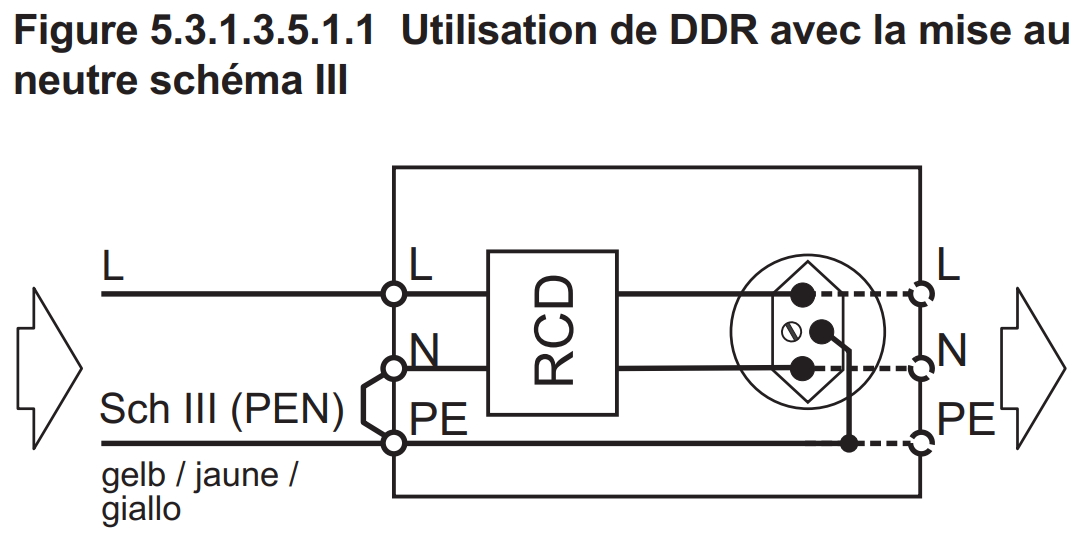 Figure 5.3.1.3.5.1.1 Utilisation de DDR avec la mise au
neutre schéma III
L
L
RCD
L
N
N
Sch III (PEN)
PE
PE
gelb / jaune /
giallo